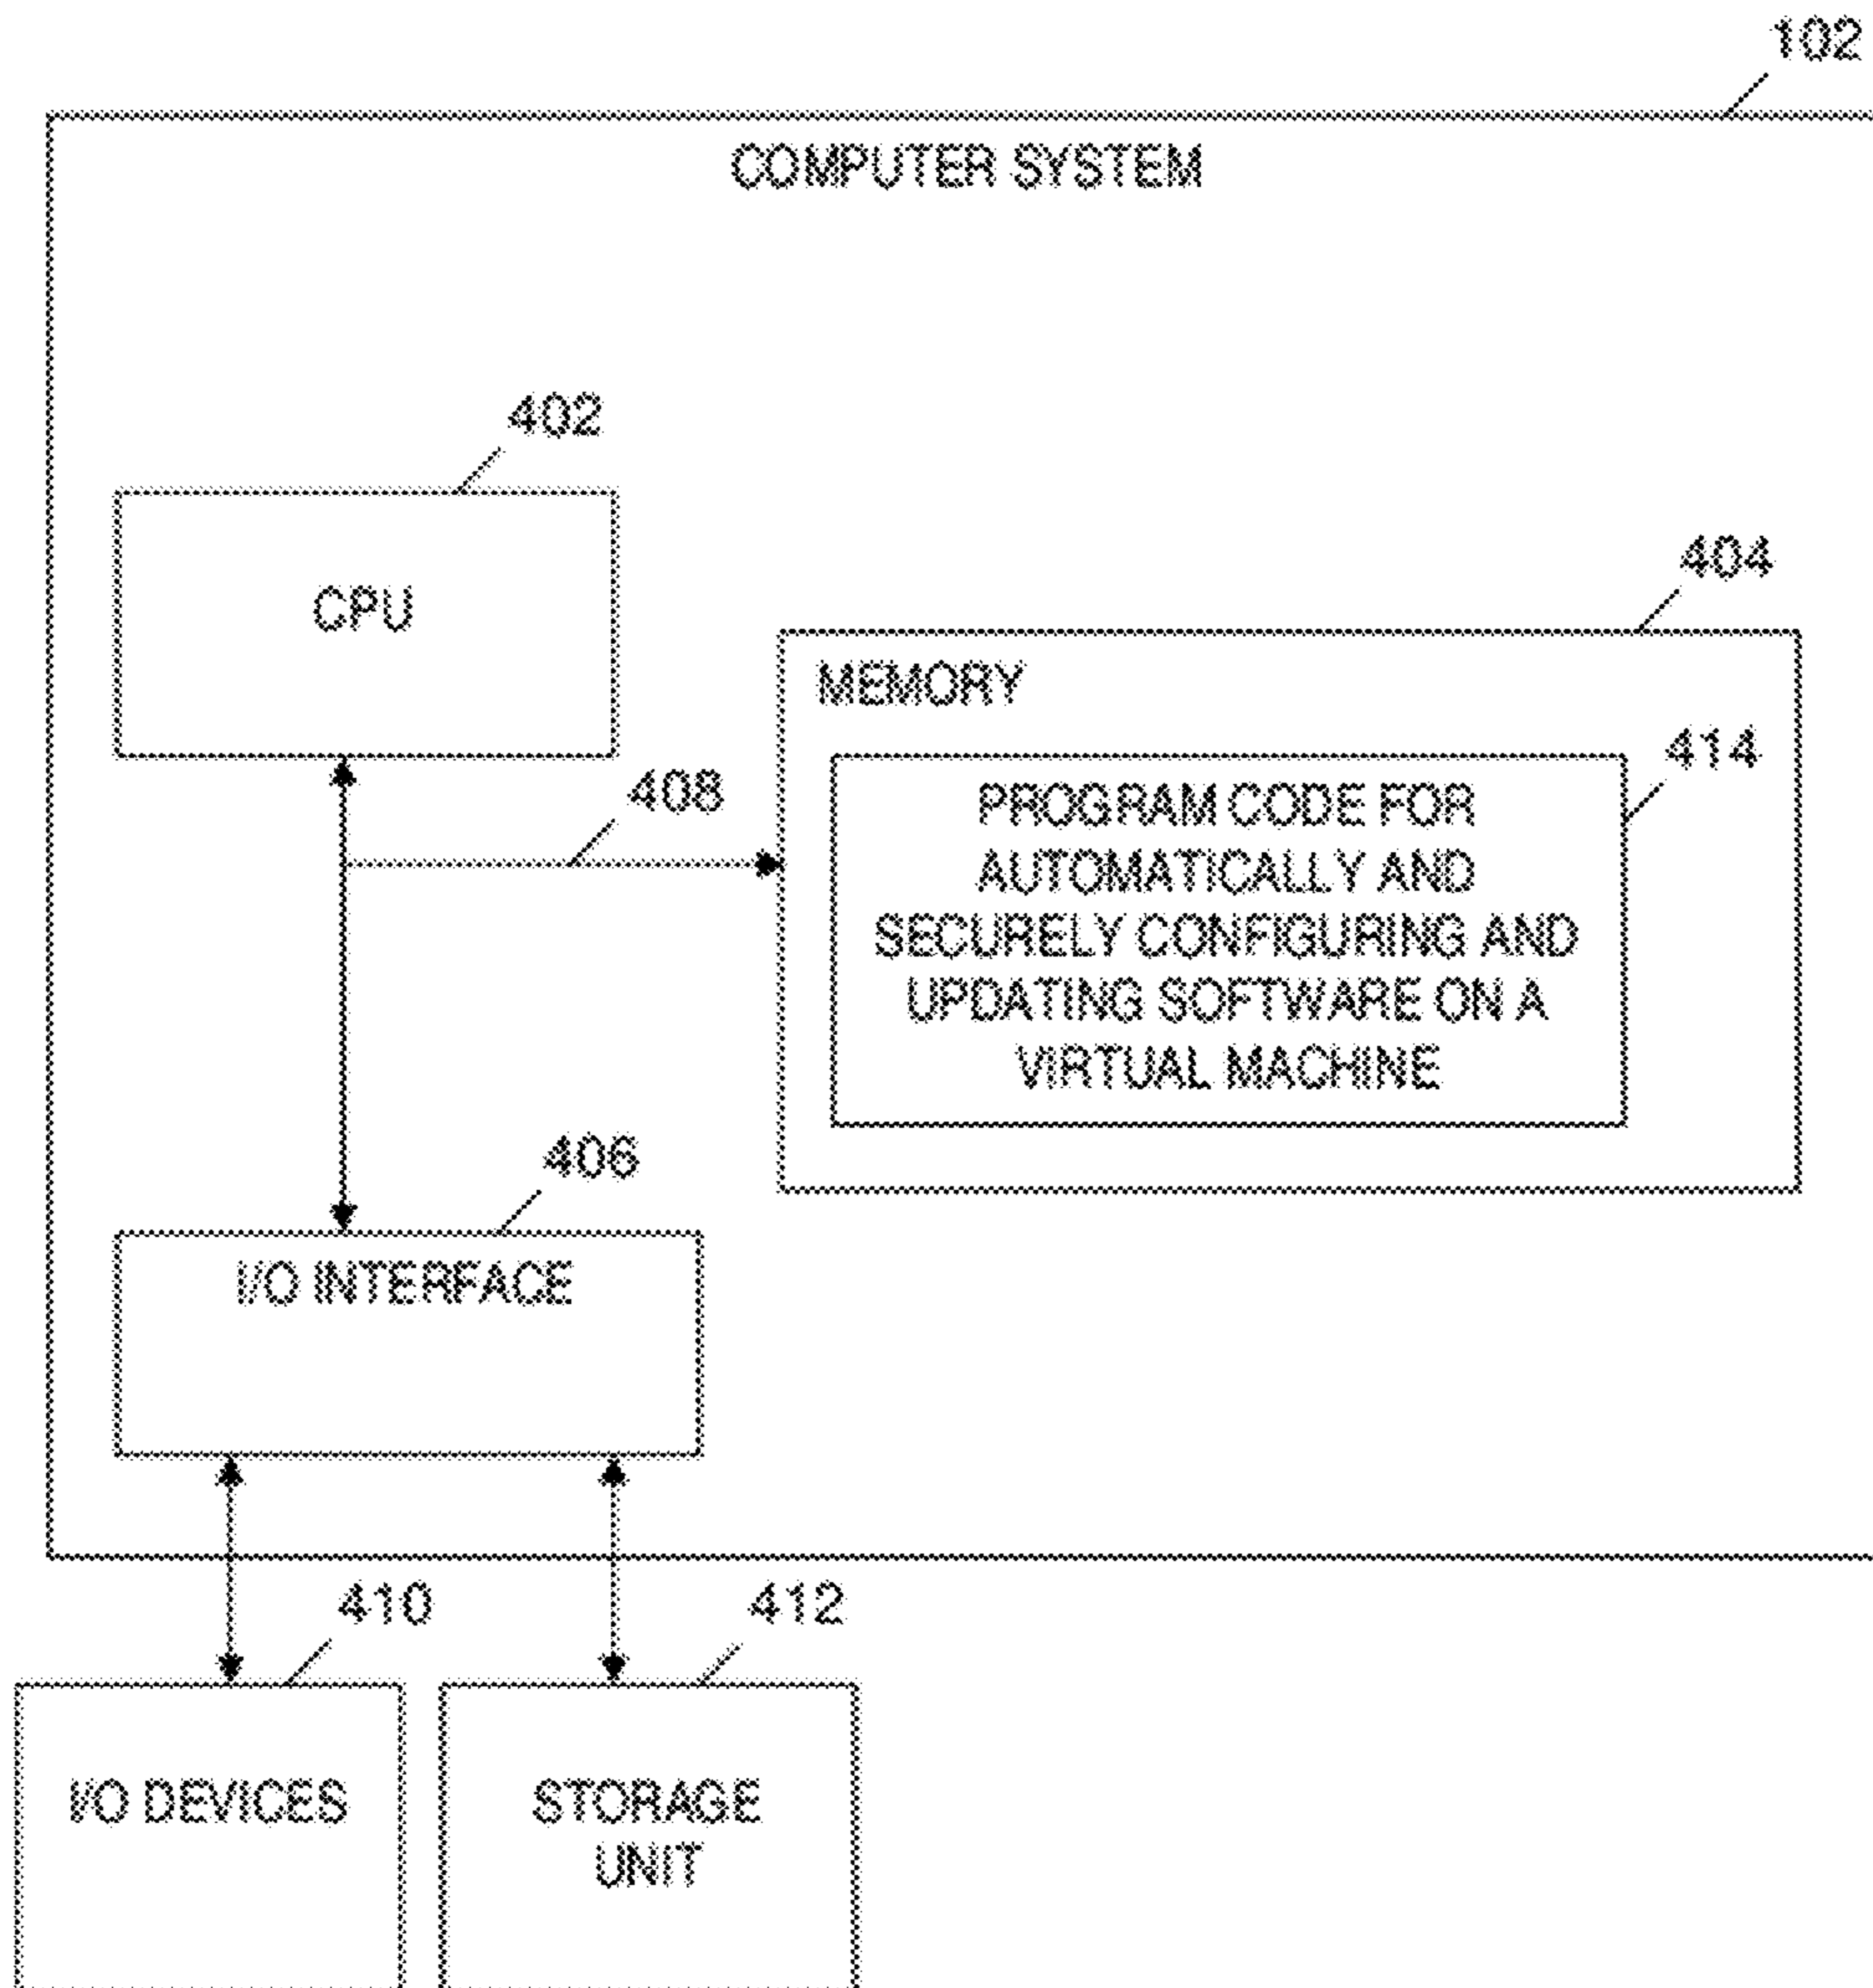 102
COMPUTER SYSTEM
402
CPU
404
MEMORY
414
408
PROGRAM CODE FOR
AUTOMATICALLY AND
SECURELY CONFIGURING AND
UPDATING SOFTWARE ON A
VIRTUAL MACHINE
406
I/O INTERFACE
410
412
I/O DEVICES
STORAGE
UNIT